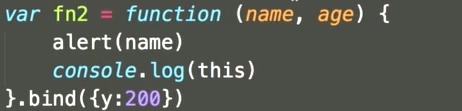 var fn2 = function (name, age) {
    alert(name)
    console.log(this)
}.bind({y:200})